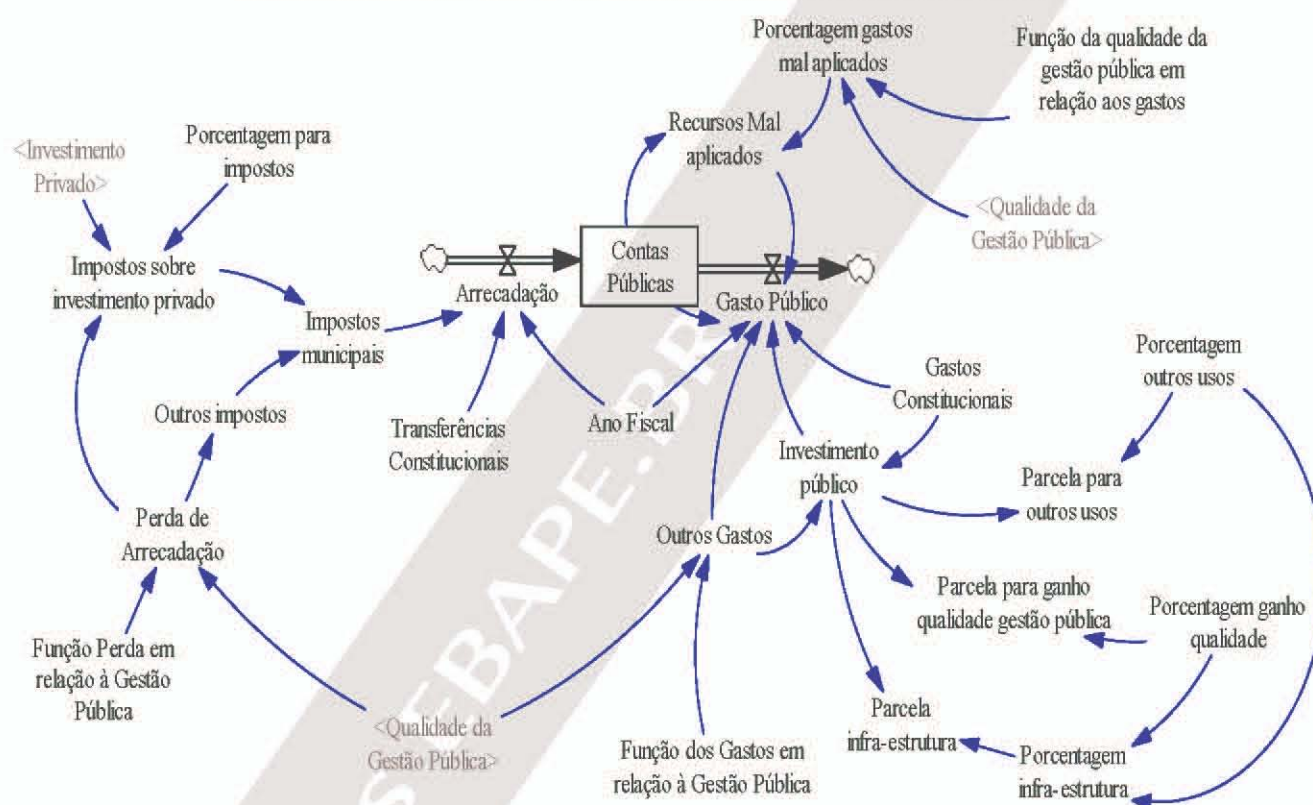 Porcentagem gastos
mal aplicados
Função da qualidade da
gestão pública em
relação aos gastos
Recursos Mal
aplicados
<Investimento
Privado>
Porcentagem para
impostos
<Qualidade da
Gestão Pública>
Impostos sobre
investimento privado
Arrecadação
Contas
Públicas
Gasto Público
Impostos
municipais
Outros impostos
Transferências
Constitucionais
Ano Fiscal
Gastos
Constitucionais
Porcentagem
outros usos
Investimento
público
Parcela para
outros usos
Perda de
Arrecadação
Outros Gastos
Parcela para ganho
qualidade gestão pública
Porcentagem ganho
qualidade
Função Perda em
relação à Gestão
Pública
<Qualidade da
Gestão Pública>
Função dos Gastos em
relação à Gestão Pública
Parcela
infra-estrutura
Porcentagem
infra-estrutura
S EBAPE.BR